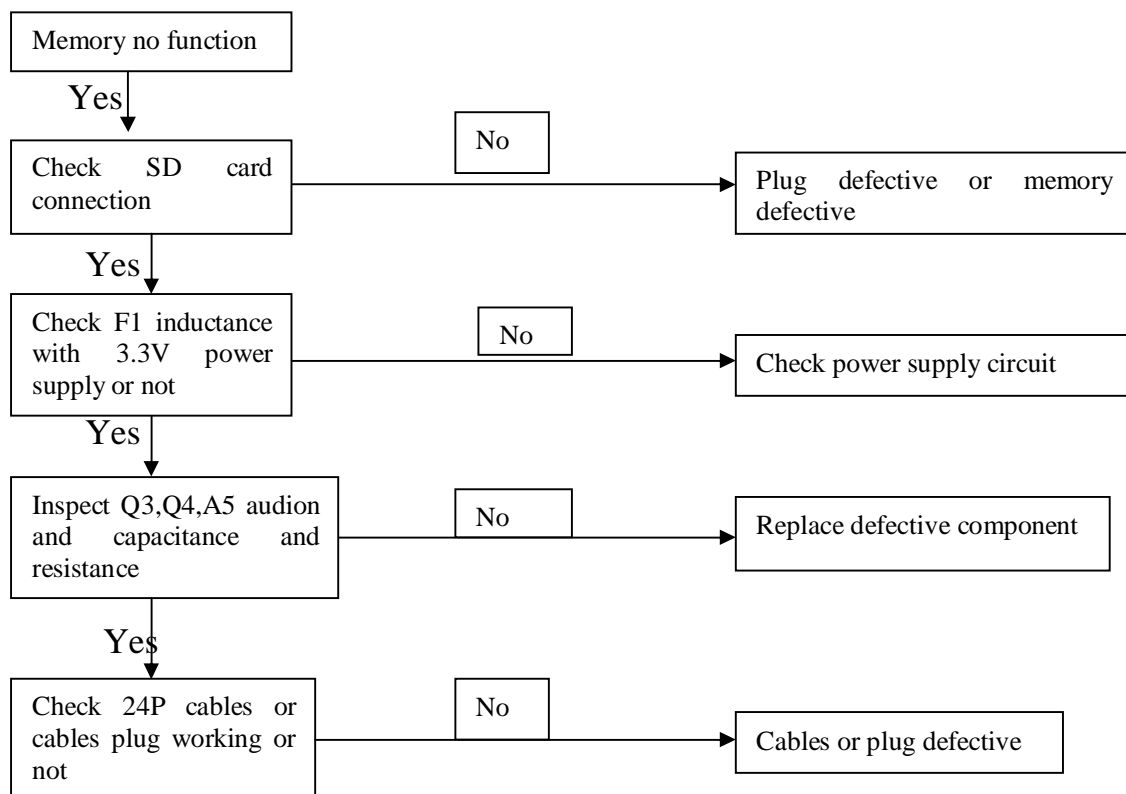 Memory no function
Yes
No
Check SD card
connection
Plug defective or memory
defective
Yes
Check F1 inductance
with 3.3V power
supply or not
No
Check power supply circuit
Yes
Inspect Q3,Q4,A5 audion
and capacitance and
resistance
No
Replace defective component
Yes
Check 24P cables or
cables plug working or
not
No
Cables or plug defective